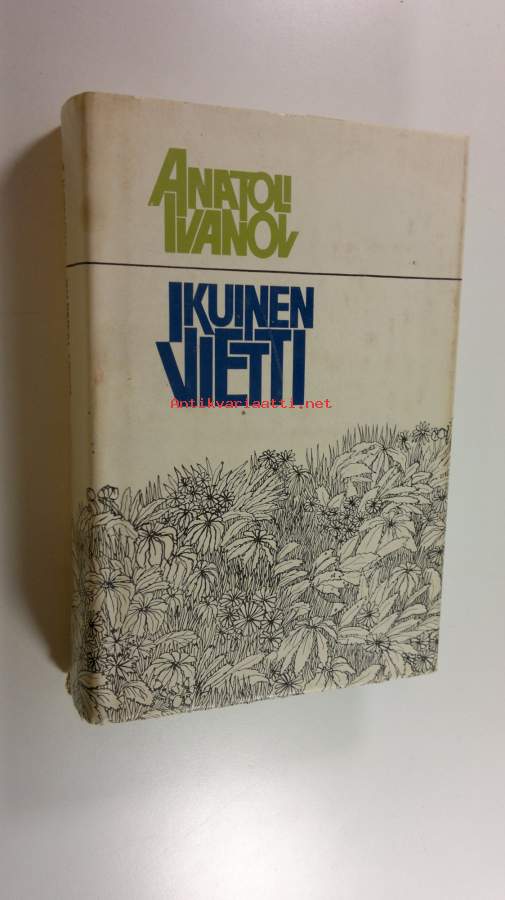 ANATOLI
IVANOV
IKUINEN
VIETTI
Antikvariaatti.net